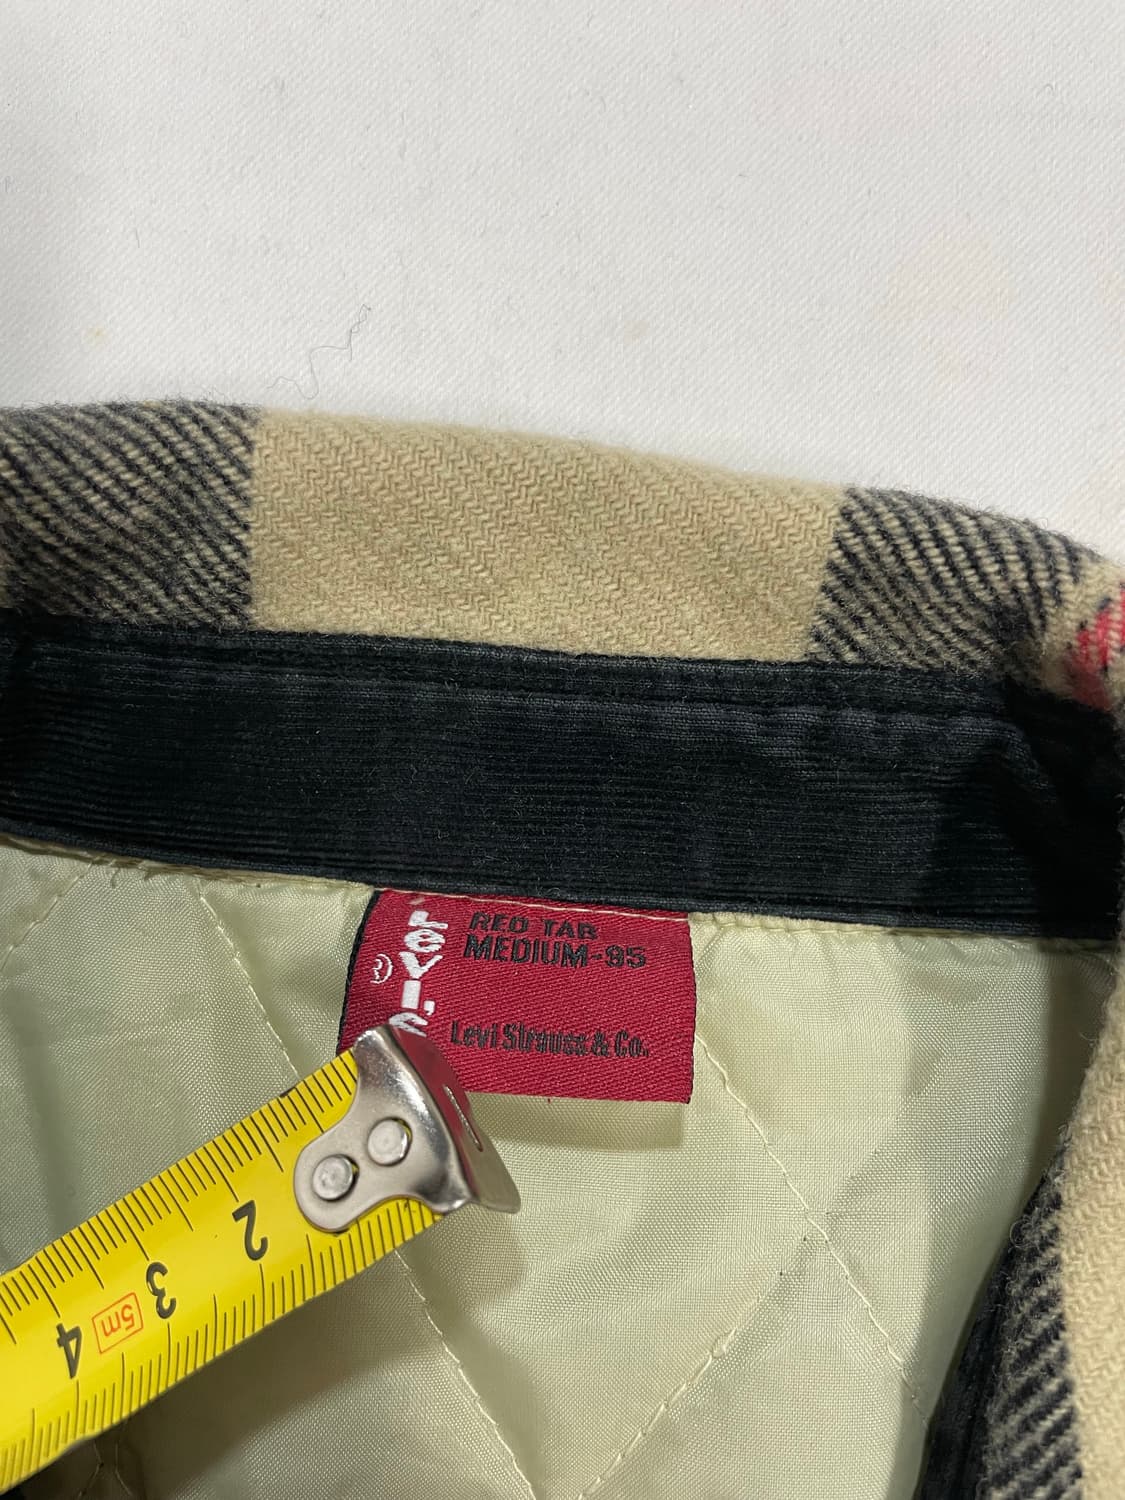 Levi's
®
RED TAB
MEDIUM-95
Levi Strauss & Co.
2
3
5m
4